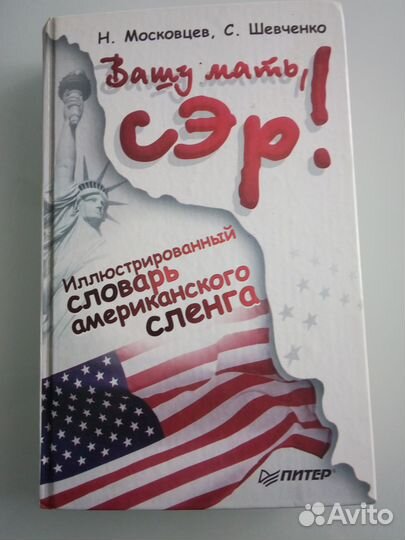 Н. Московцев, С. Шевченко
Вашу мать,
сэр!
Иллюстрированный
словарь
американского
сленга
ПИТЕР
Avito